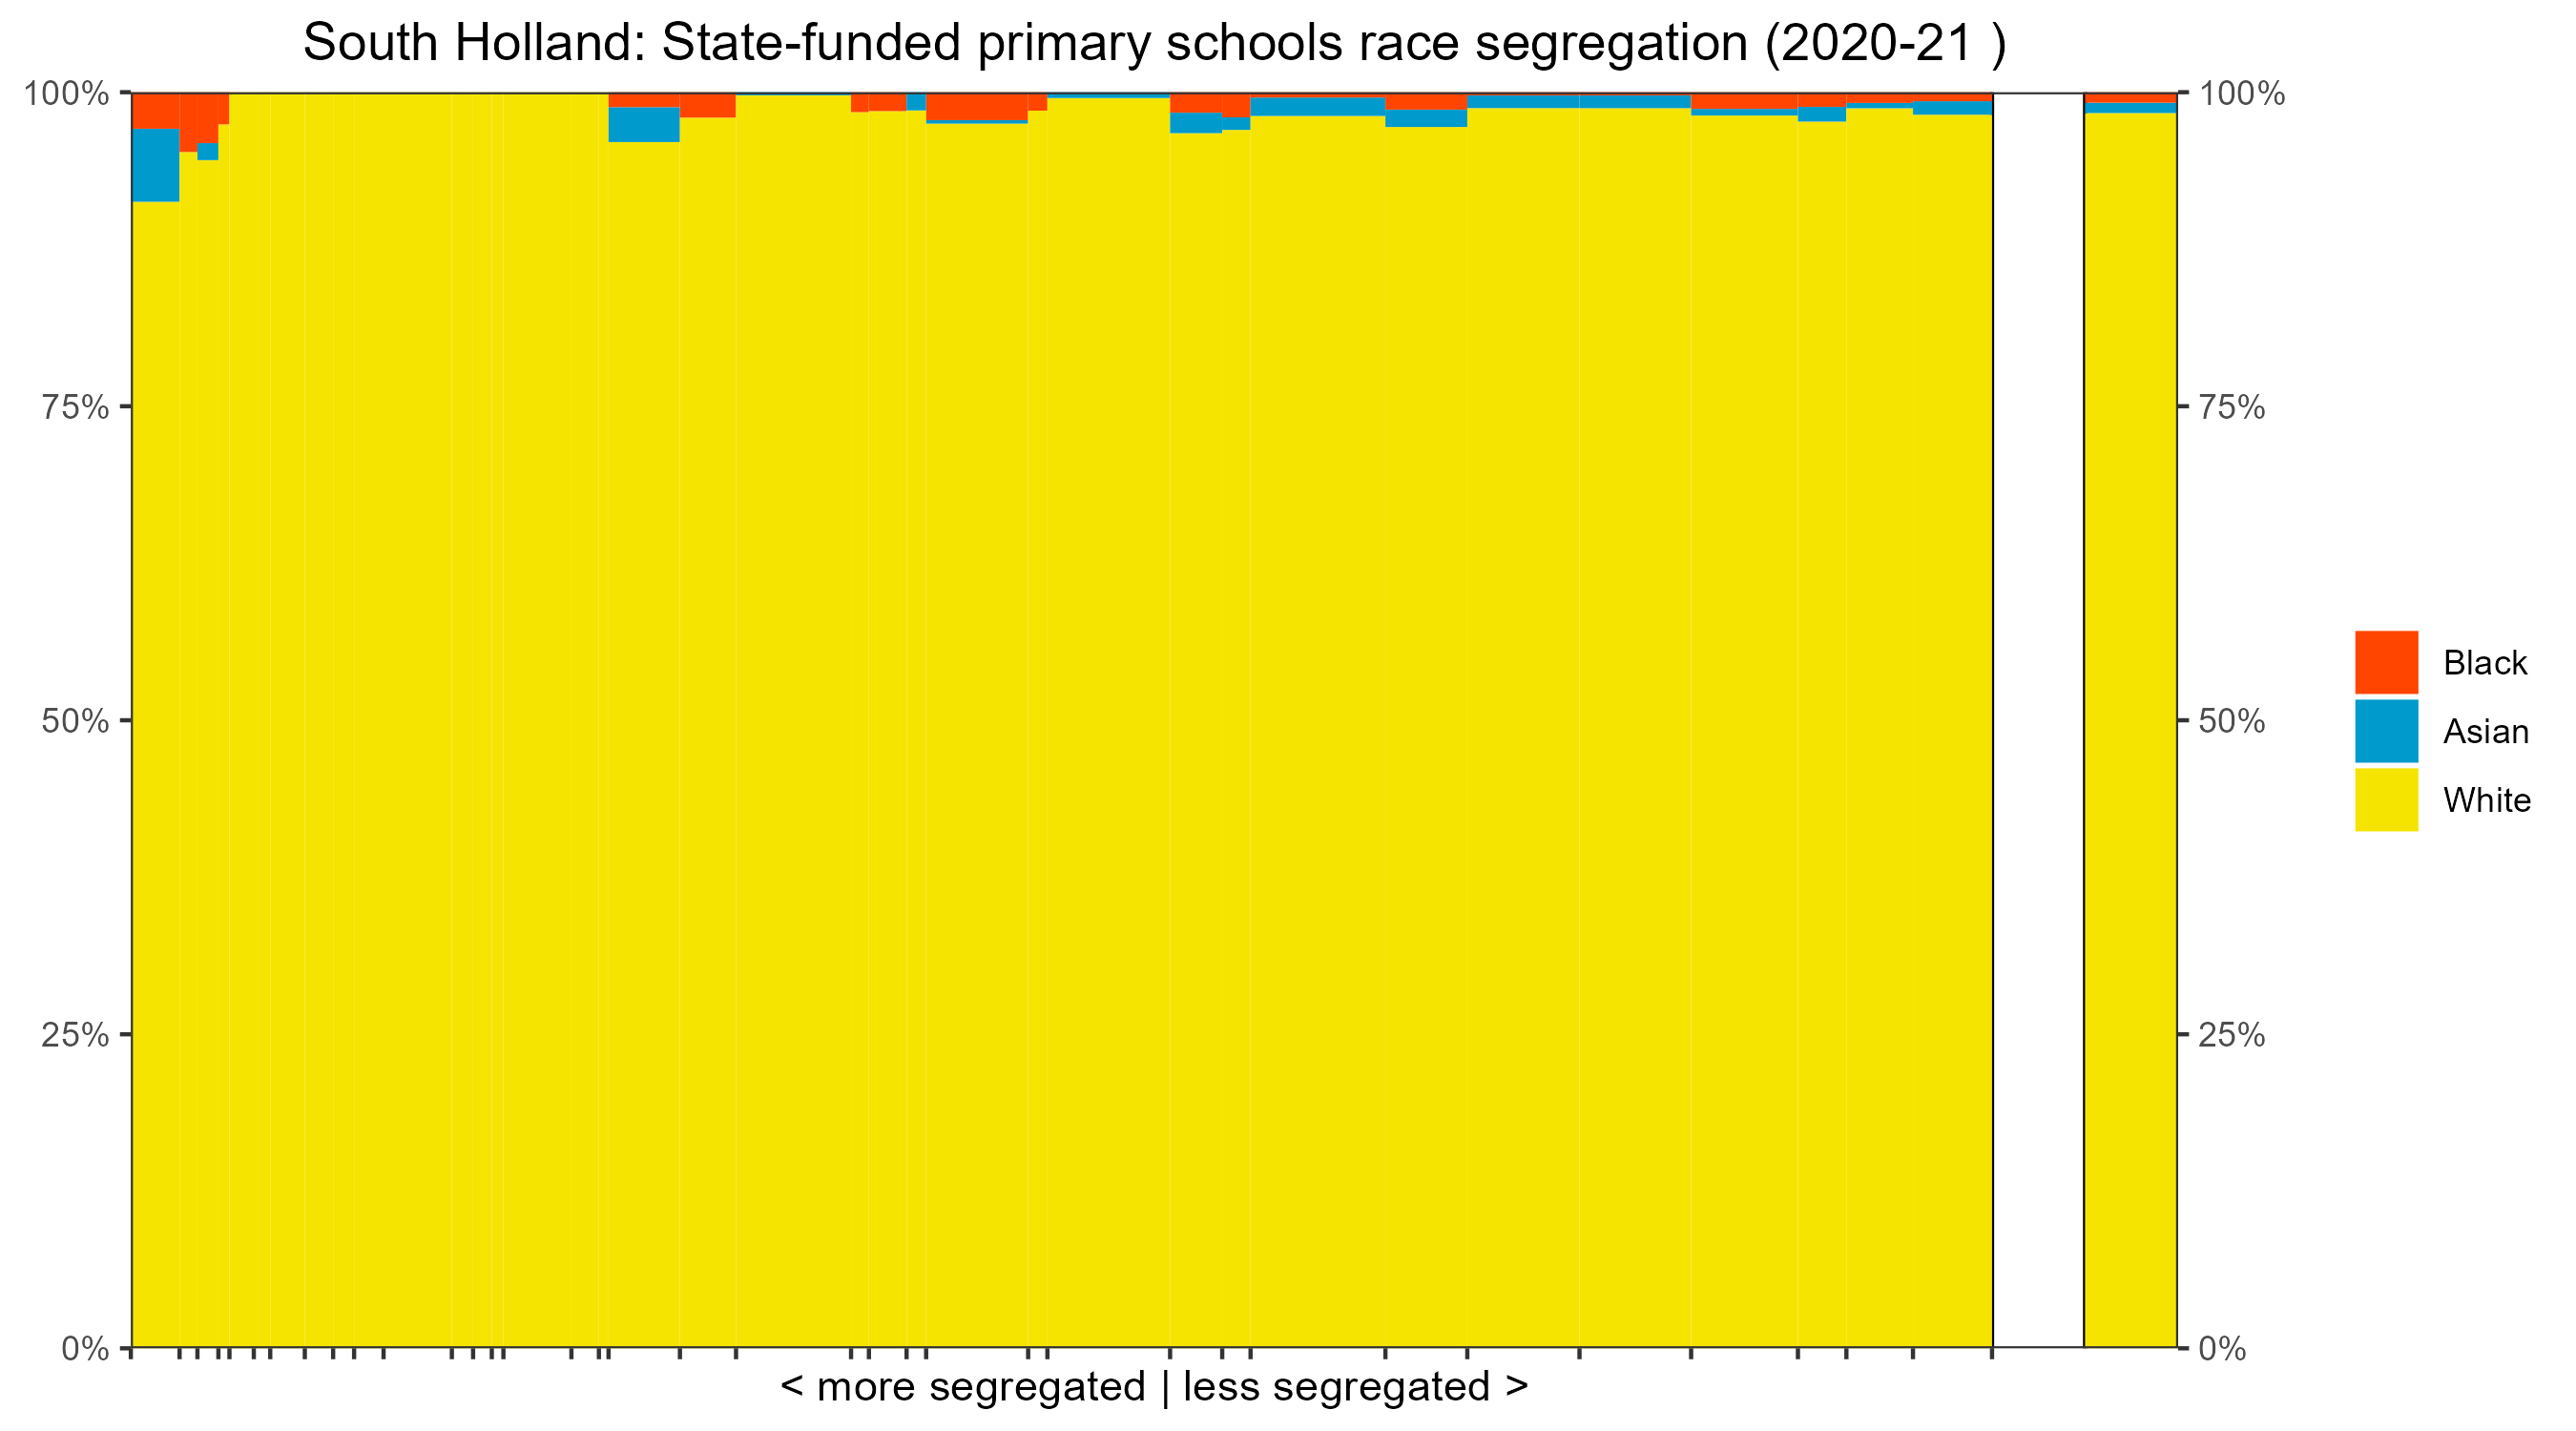 South Holland: State-funded primary schools race segregation (2020-21 )
100%
75%
50%
25%
0%
100%
75%
50%
25%
0%
Black
Asian
White
< more segregated | less segregated >